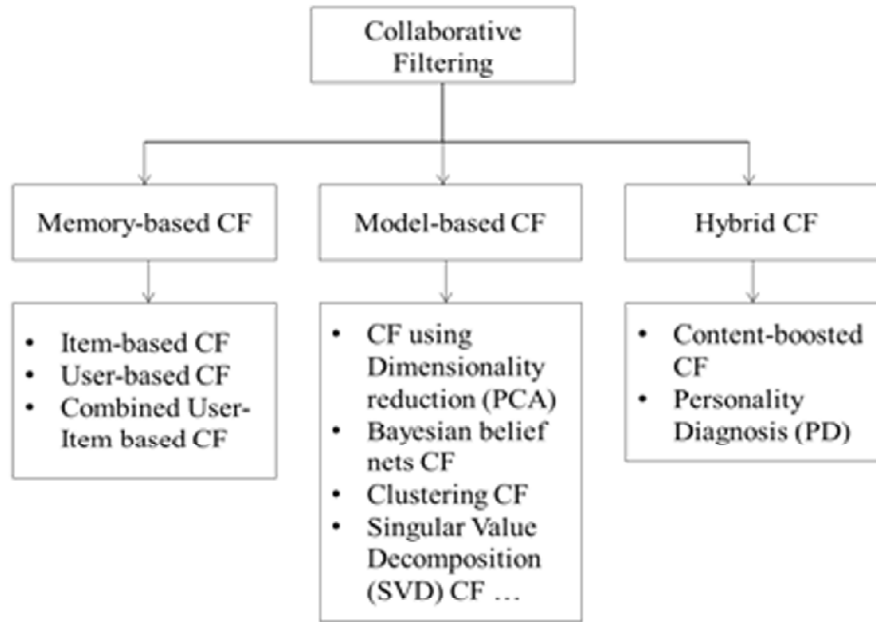 Collaborative
Filtering
Memory-based CF
Model-based CF
Hybrid CF
• Item-based CF
• User-based CF
• Combined User-
Item based CF
• CF using
Dimensionality
reduction (PCA)
• Bayesian belief
nets CF
• Clustering CF
• Singular Value
Decomposition
(SVD) CF …
• Content-boosted
CF
• Personality
Diagnosis (PD)